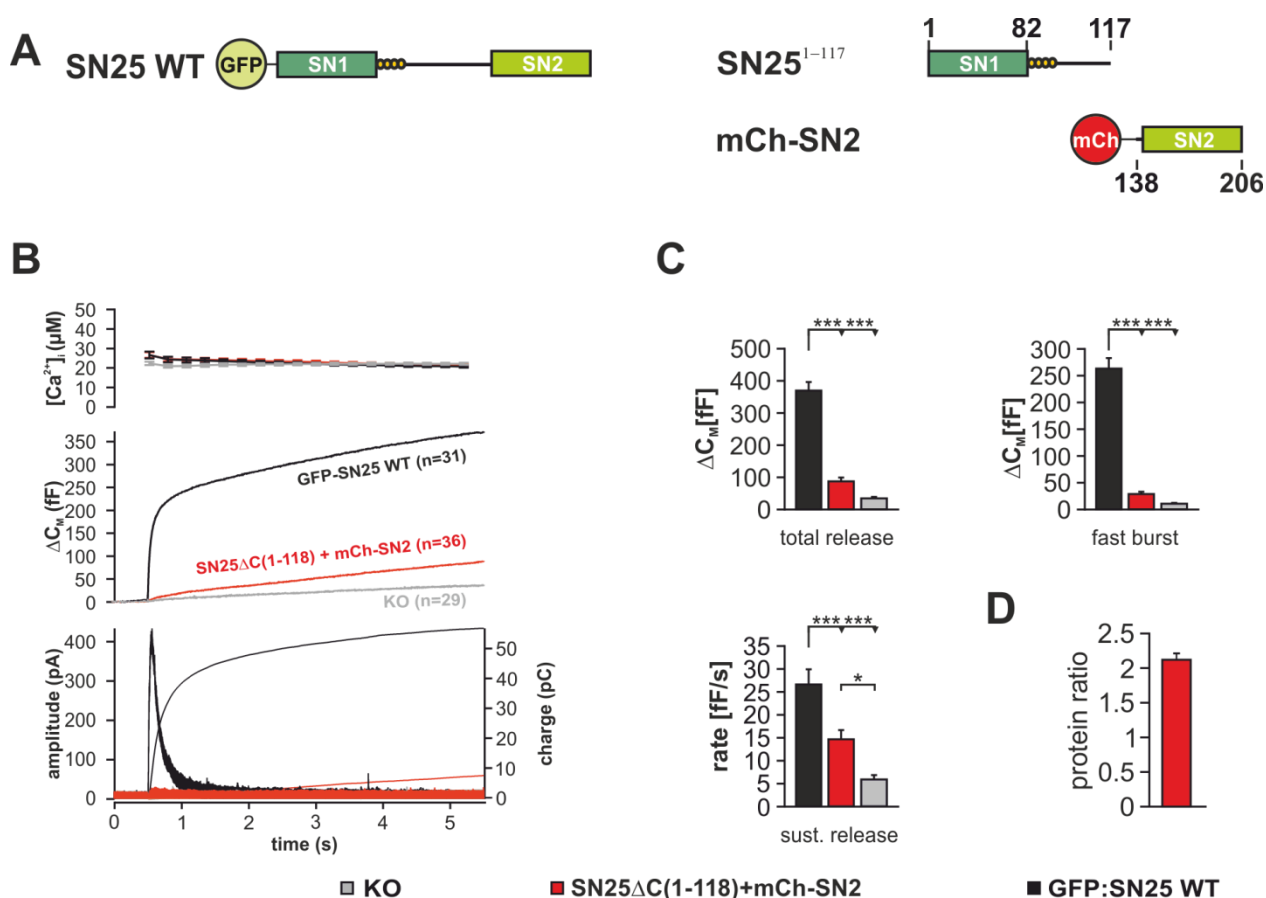 A
SN25 WT
GFP
SN1
SN2
SN25¹⁻¹¹⁷
1
82
117
SN1
mCh-SN2
mCh
SN2
138
206
B
[Ca²⁺]ᵢ (µM)
50
40
30
20
10
0
ΔC_M (fF)
350
300
250
200
150
100
50
0
GFP-SN25 WT (n=31)
SN25ΔC(1-118) + mCh-SN2 (n=36)
KO (n=29)
amplitude (pA)
400
300
200
100
0
50
40
30
20
10
0
charge (pC)
0 1 2 3 4 5
time (s)
C
*** ***
ΔC_M[fF]
500
400
300
200
100
0
total release
*** ***
ΔC_M[fF]
300
250
200
150
100
50
0
fast burst
*** ***
*
rate [fF/s]
35
30
25
20
15
10
5
0
sust. release
D
protein ratio
2.5
2
1.5
1
0.5
0
KO
SN25ΔC(1-118)+mCh-SN2
GFP:SN25 WT